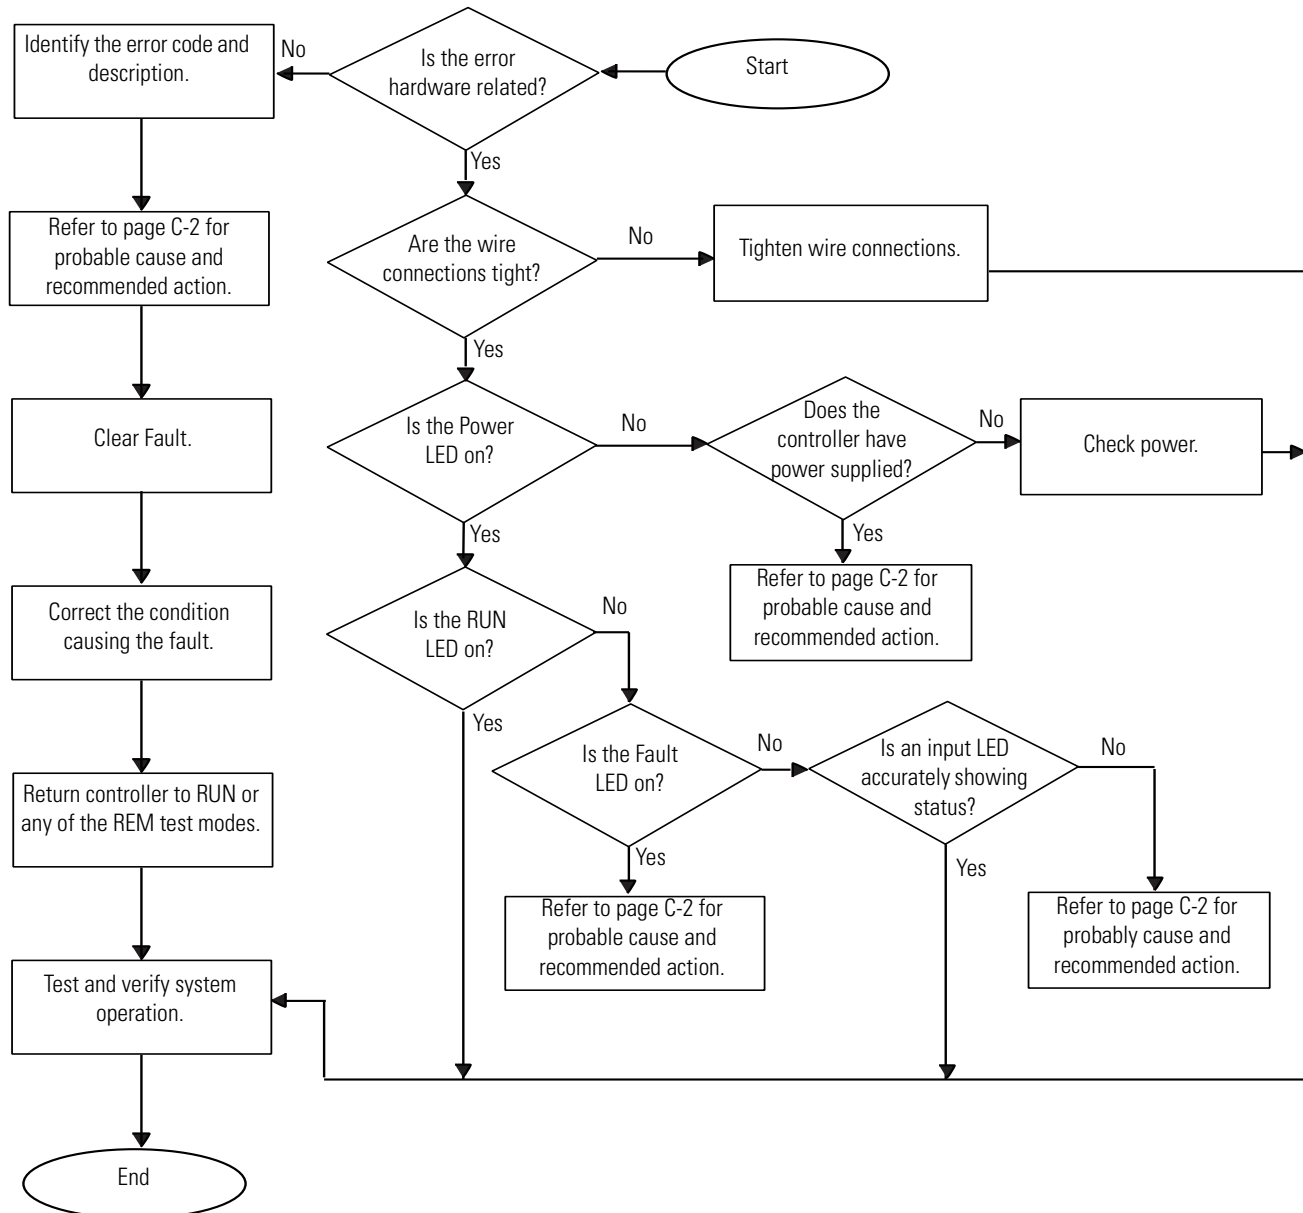 Start
Is the error
hardware related?
No
Identify the error code and
description.
Yes
Refer to page C-2 for
probable cause and
recommended action.
Are the wire
connections tight?
No
Tighten wire connections.
Yes
Clear Fault.
Is the Power
LED on?
No
Does the
controller have
power supplied?
No
Check power.
Yes
Yes
Refer to page C-2 for
probable cause and
recommended action.
Correct the condition
causing the fault.
Is the RUN
LED on?
No
Yes
Return controller to RUN or
any of the REM test modes.
Is the Fault
LED on?
No
Is an input LED
accurately showing
status?
No
Yes
Yes
Refer to page C-2 for
probable cause and
recommended action.
Refer to page C-2 for
probably cause and
recommended action.
Test and verify system
operation.
End